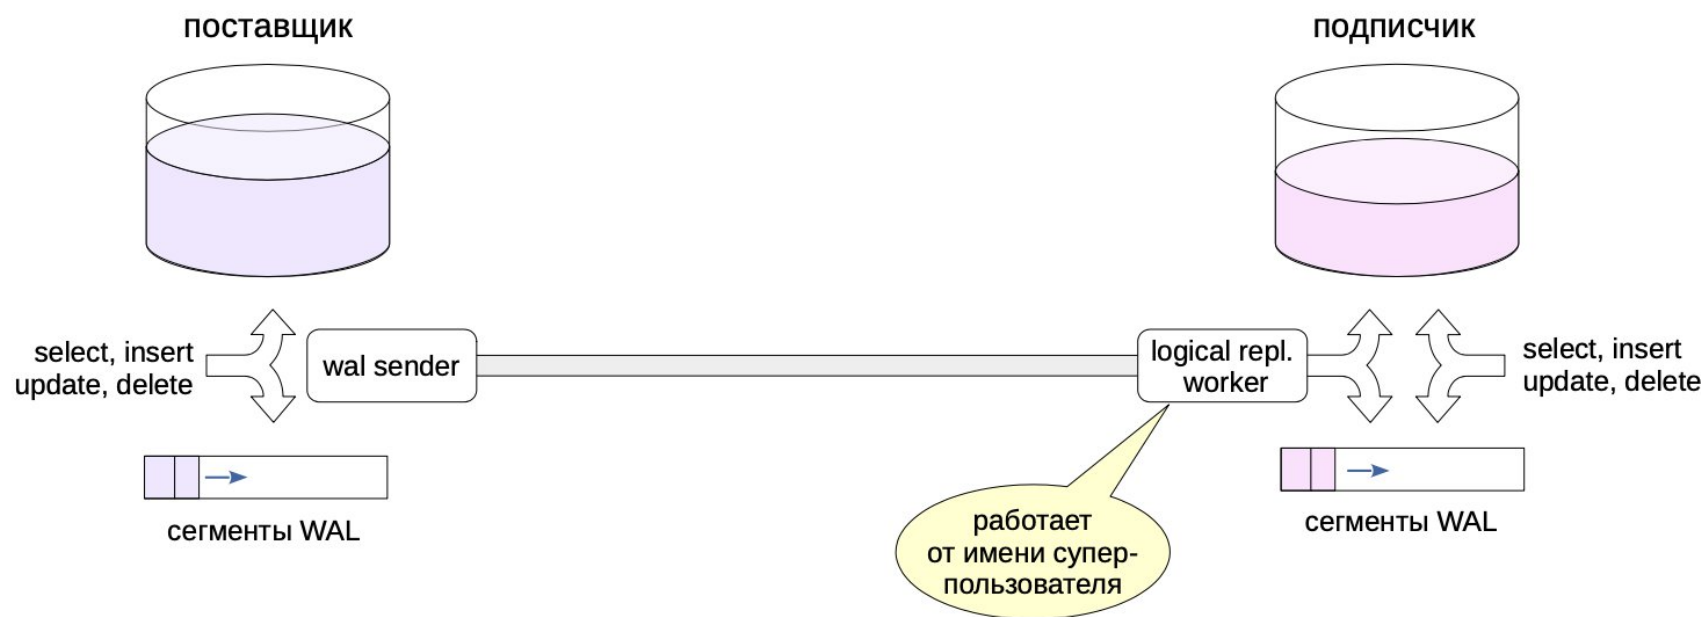 поставщик
подписчик
select, insert
update, delete
wal sender
logical repl.
worker
select, insert
update, delete
сегменты WAL
работает
от имени супер-
пользователя
сегменты WAL